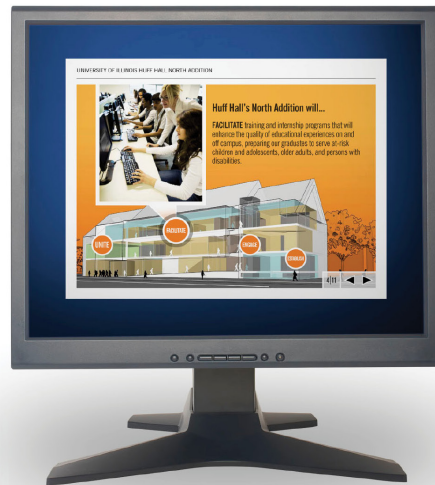 UNIVERSITY OF ILLINOIS HUFF HALL NORTH ADDITION
Huff Hall's North Addition will...
FACILITATE training and internship programs that will
enhance the quality of educational experiences on and
off campus, preparing our graduates to serve at-risk
children and adolescents, older adults, and persons with
disabilities.
UNITE
FACILITATE
ENGAGE
ESTABLISH
4|11